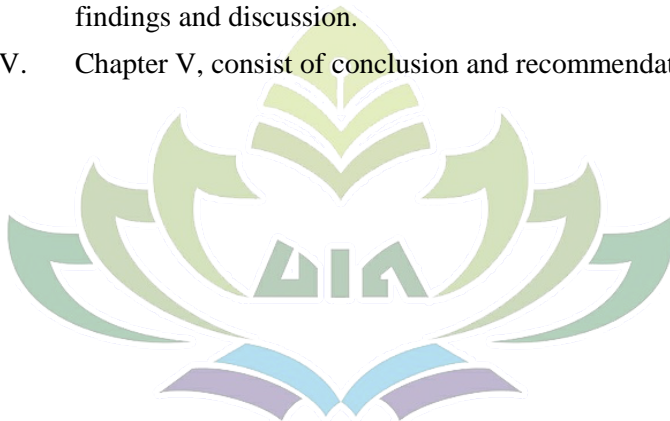 findings and discussion.
V. Chapter V, consist of conclusion and recommendat
UIN